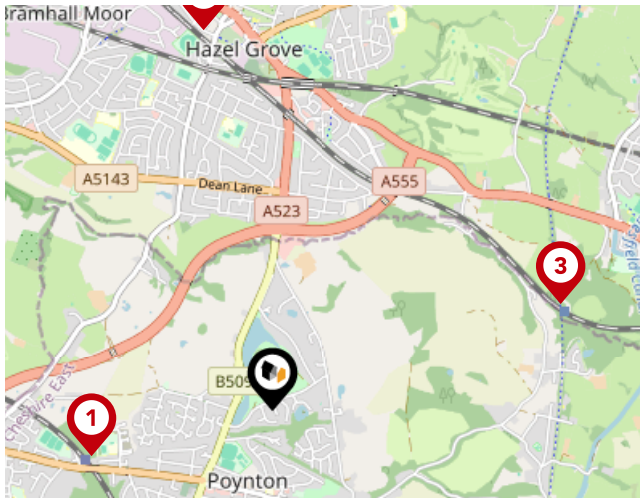 Bramhall Moor
Hazel Grove
A5143
Dean Lane
A555
A523
3
B509
1
Cheshire East
Poynton